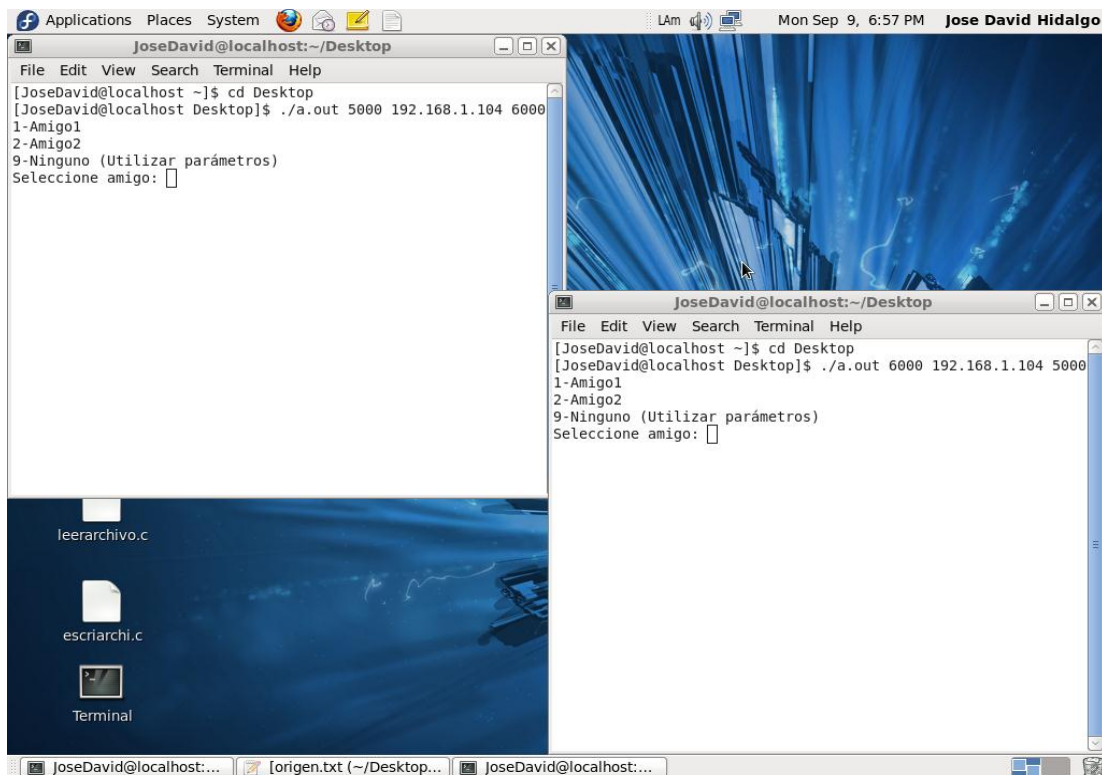 Applications Places System LAm Mon Sep 9, 6:57 PM Jose David Hidalgo
JoseDavid@localhost:~/Desktop
File Edit View Search Terminal Help
[JoseDavid@localhost ~]$ cd Desktop
[JoseDavid@localhost Desktop]$ ./a.out 5000 192.168.1.104 6000
1-Amigo1
2-Amigo2
9-Ninguno (Utilizar parámetros)
Seleccione amigo:
JoseDavid@localhost:~/Desktop
File Edit View Search Terminal Help
[JoseDavid@localhost ~]$ cd Desktop
[JoseDavid@localhost Desktop]$ ./a.out 6000 192.168.1.104 5000
1-Amigo1
2-Amigo2
9-Ninguno (Utilizar parámetros)
Seleccione amigo:
leerarchivo.c
escriarchi.c
Terminal
JoseDavid@localhost:... [origen.txt (~/Desktop... JoseDavid@localhost:...